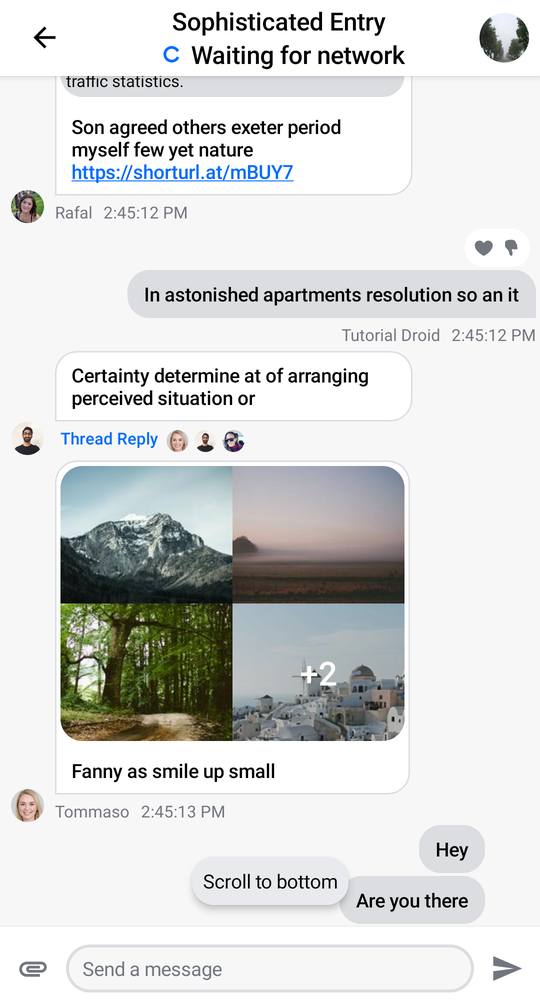 Sophisticated Entry
Waiting for network
traffic statistics.
Son agreed others exeter period
myself few yet nature
https://shorturl.at/mBUY7
Rafal 2:45:12 PM
In astonished apartments resolution so an it
Tutorial Droid 2:45:12 PM
Certainty determine at of arranging
perceived situation or
Thread Reply
+2
Fanny as smile up small
Tommaso 2:45:13 PM
Hey
Scroll to bottom
Are you there
Send a message